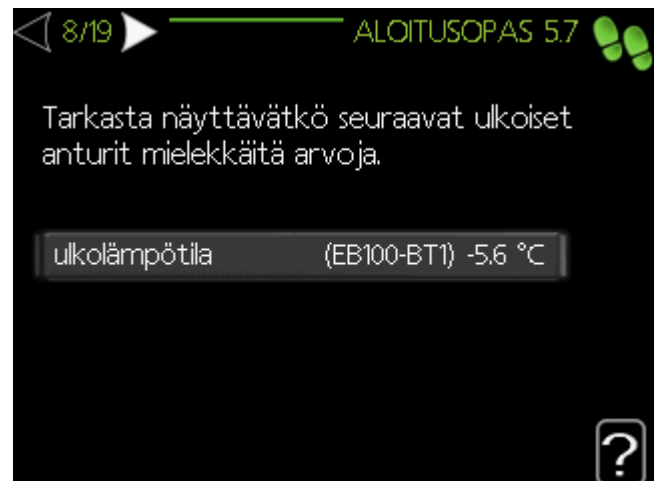 8/19 ALOITUSOPAS 5.7
Tarkasta näyttävätkö seuraavat ulkoiset
anturit mielekkäitä arvoja.
ulkolämpötila (EB100-BT1) -5.6 °C
?